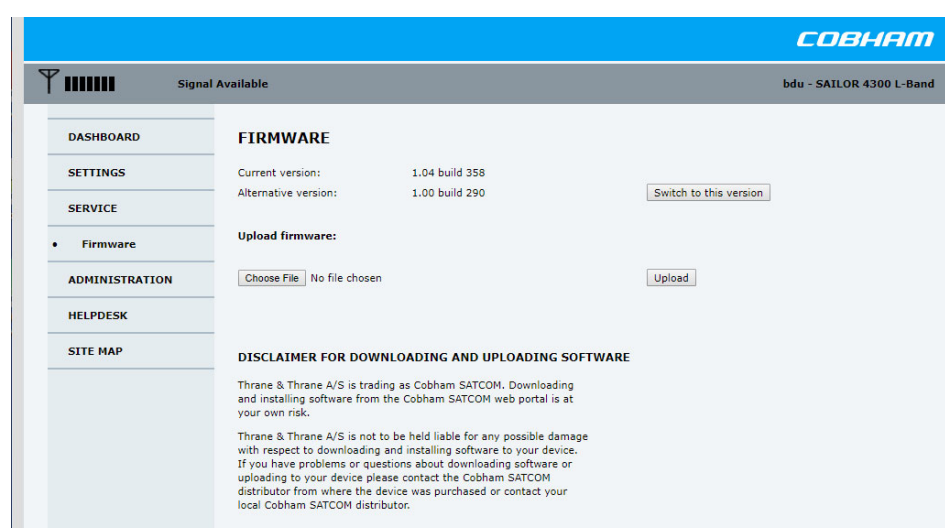 COBHAM
Signal Available
bdu - SAILOR 4300 L-Band
DASHBOARD
SETTINGS
SERVICE
• Firmware
ADMINISTRATION
HELPDESK
SITE MAP
FIRMWARE
Current version: 1.04 build 358
Alternative version: 1.00 build 290 Switch to this version
Upload firmware:
Choose File No file chosen Upload
DISCLAIMER FOR DOWNLOADING AND UPLOADING SOFTWARE
Thrane & Thrane A/S is trading as Cobham SATCOM. Downloading
and installing software from the Cobham SATCOM web portal is at
your own risk.
Thrane & Thrane A/S is not to be held liable for any possible damage
with respect to downloading and installing software to your device.
If you have problems or questions about downloading software or
uploading to your device please contact the Cobham SATCOM
distributor from where the device was purchased or contact your
local Cobham SATCOM distributor.